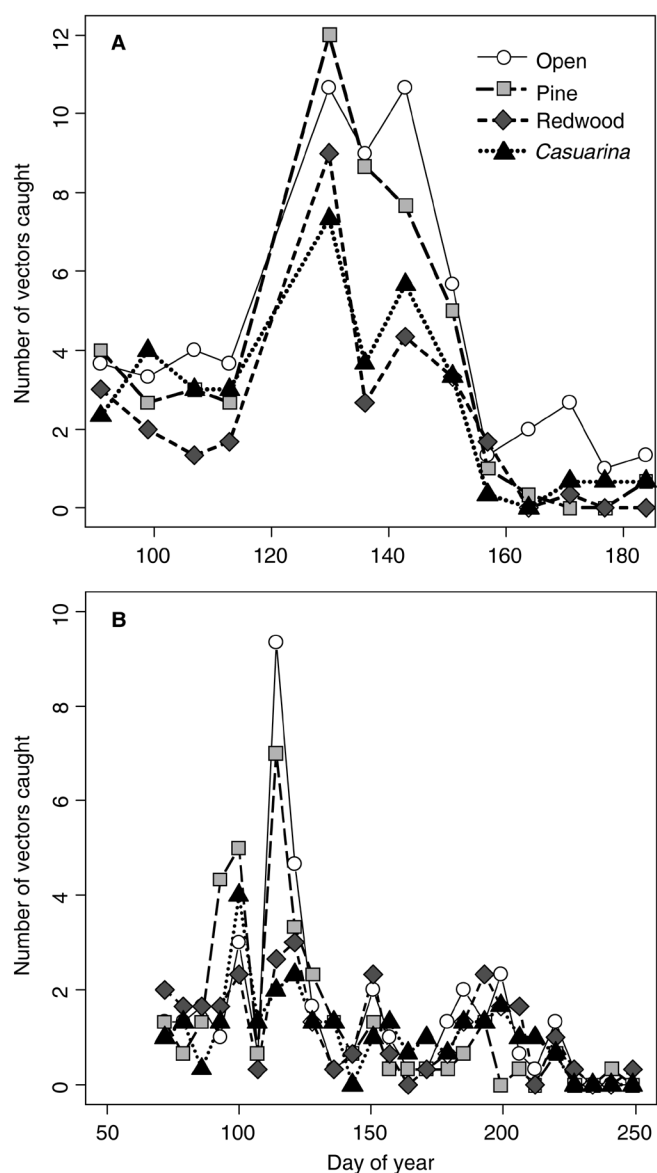 A
Open
Pine
Redwood
Casuarina
Number of vectors caught
0 2 4 6 8 10 12
100 120 140 160 180
B
Number of vectors caught
0 2 4 6 8 10
50 100 150 200 250
Day of year